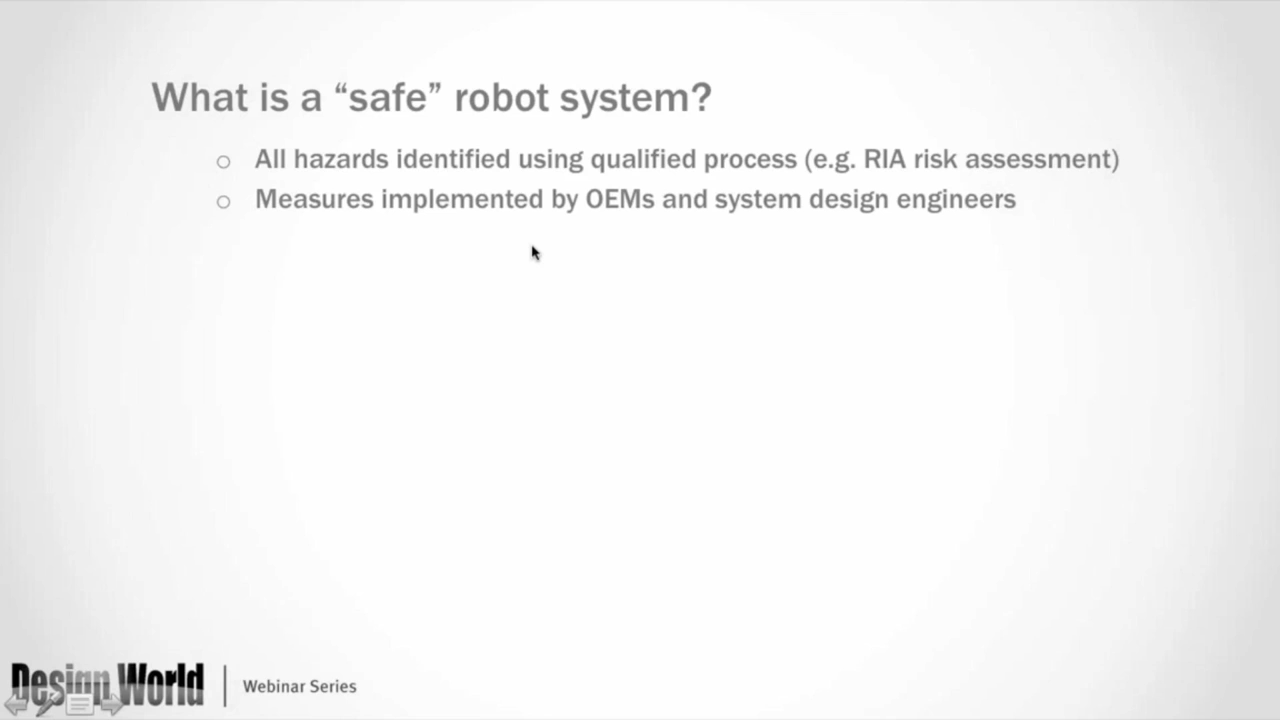 What is a “safe” robot system?
○ All hazards identified using qualified process (e.g. RIA risk assessment)
○ Measures implemented by OEMs and system design engineers
Design World | Webinar Series